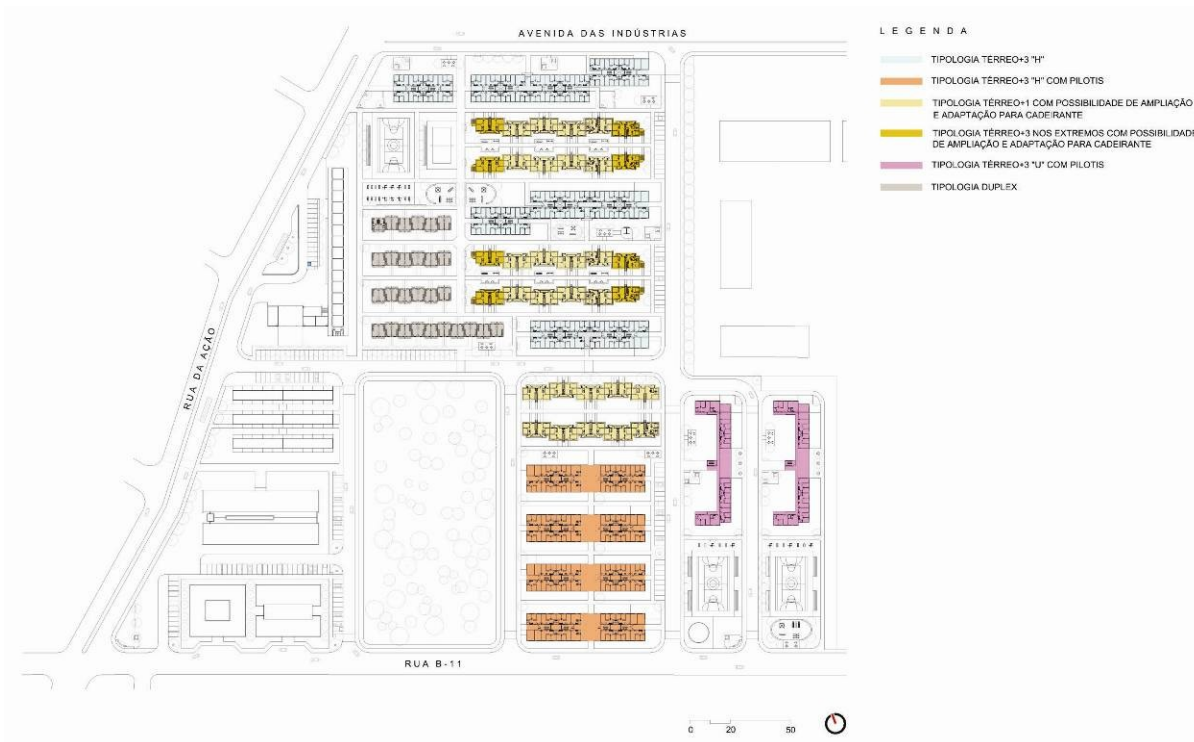 AVENIDA DAS INDÚSTRIAS
LEGENDA
TIPOLOGIA TÉRREO+3 "H"
TIPOLOGIA TÉRREO+3 "H" COM PILOTIS
TIPOLOGIA TÉRREO+1 COM POSSIBILIDADE DE AMPLIAÇÃO
E ADAPTAÇÃO PARA CADEIRANTE
TIPOLOGIA TÉRREO+3 NOS EXTREMOS COM POSSIBILIDADE
DE AMPLIAÇÃO E ADAPTAÇÃO PARA CADEIRANTE
TIPOLOGIA TÉRREO+3 "U" COM PILOTIS
TIPOLOGIA DUPLEX
RUA DA AÇÃO
RUA B-11
0 20 50